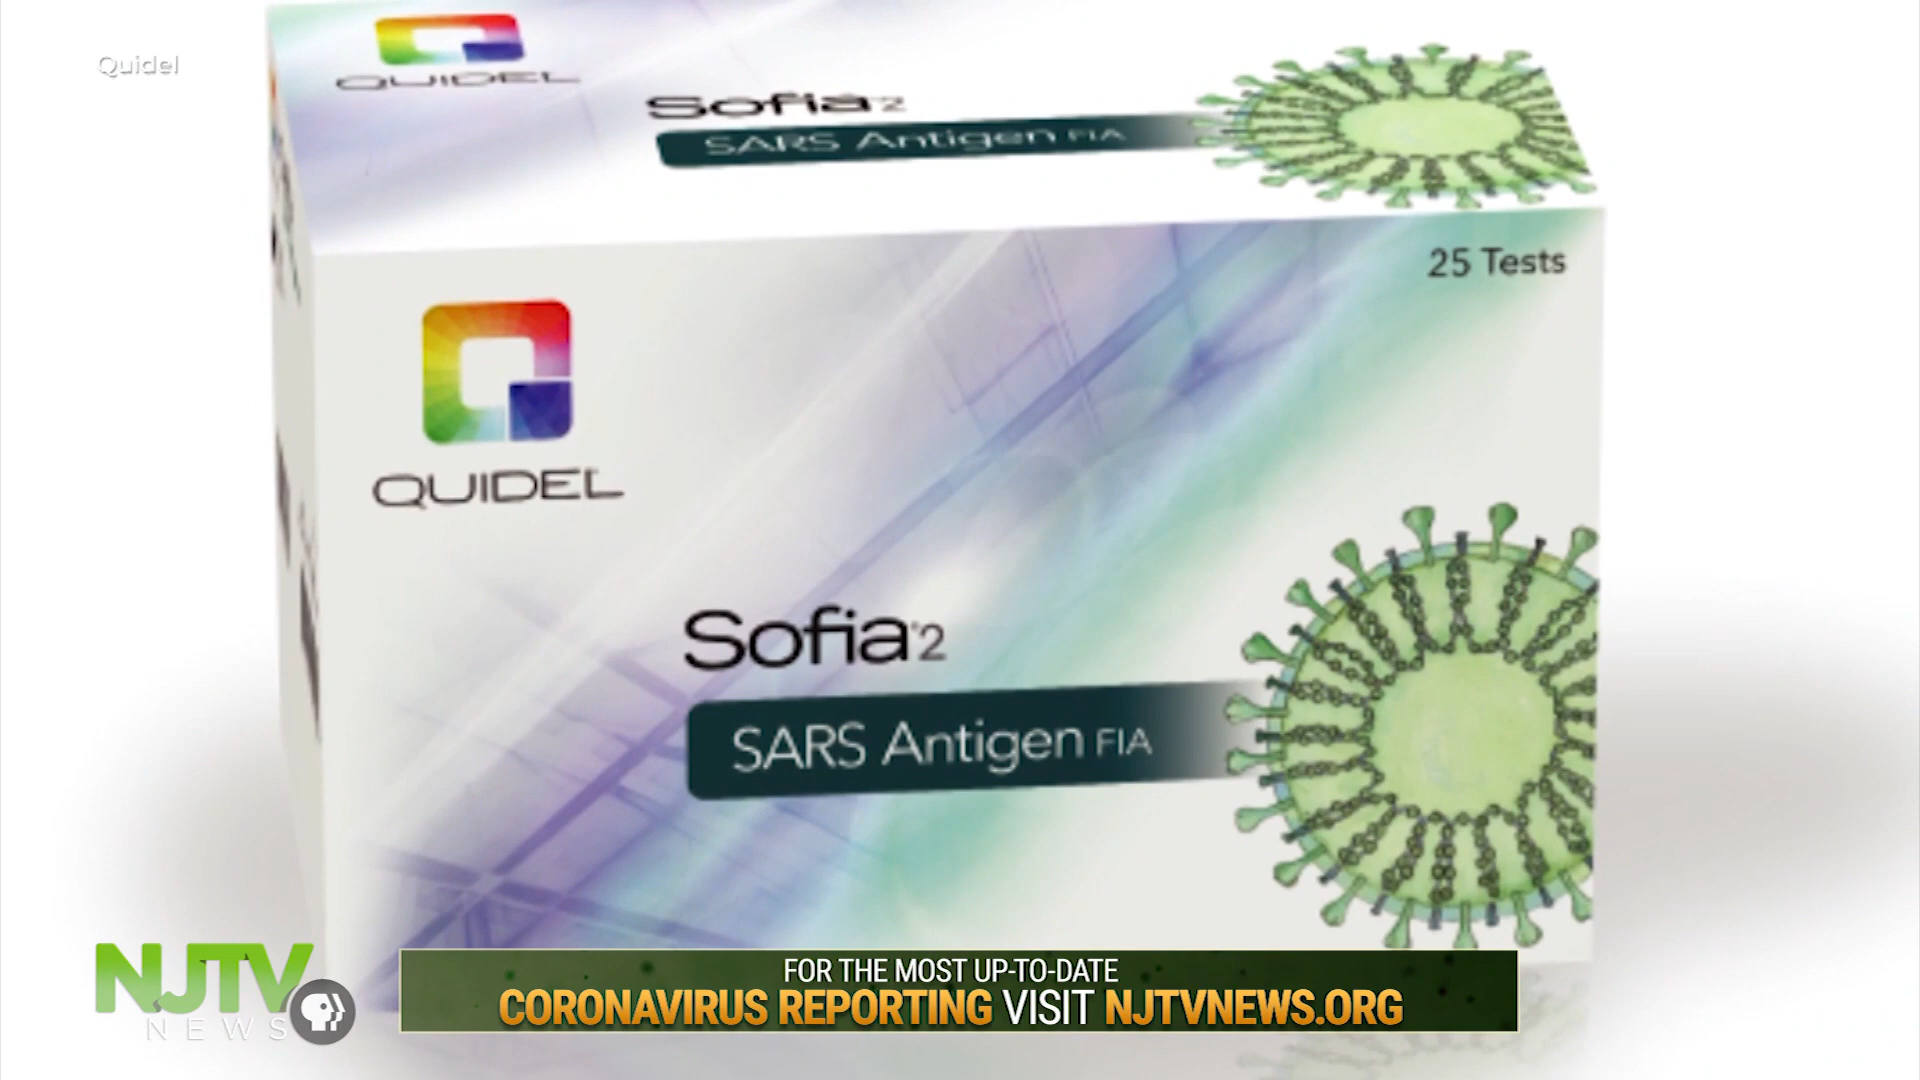 Quidel
QUIDEL
Sofia 2
SARS Antigen FIA
25 Tests
QUIDEL
Sofia 2
SARS Antigen FIA
NJTV
NEWS
FOR THE MOST UP-TO-DATE
CORONAVIRUS REPORTING VISIT NJTVNEWS.ORG